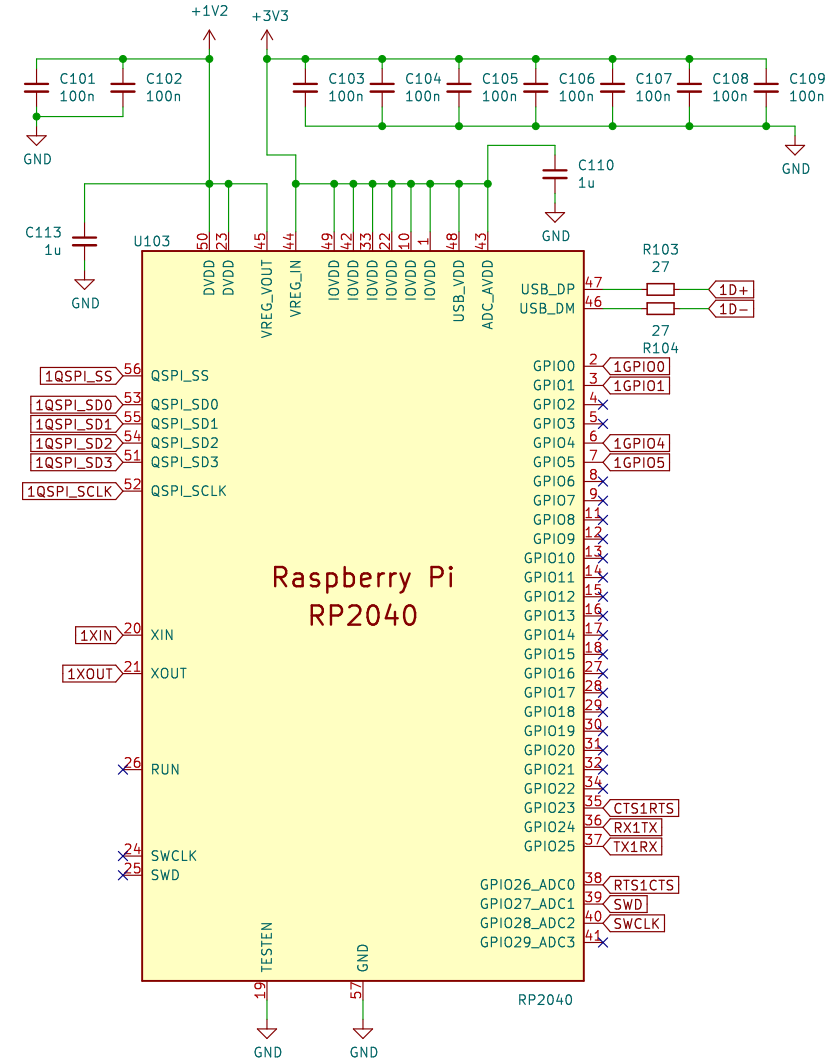 +1V2
+3V3
C101
100n
C102
100n
C103
100n
C104
100n
C105
100n
C106
100n
C107
100n
C108
100n
C109
100n
GND
GND
C110
1u
GND
C113
1u
GND
U103
50
23
45
44
49
42
33
22
10
1
48
43
DVDD
DVDD
VREG_VOUT
VREG_IN
IOVDD
IOVDD
IOVDD
IOVDD
IOVDD
IOVDD
USB_VDD
ADC_AVDD
R103
27
USB_DP 47 1D+
USB_DM 46 1D-
27
R104
1QSPI_SS 56 QSPI_SS
1QSPI_SD0 53 QSPI_SD0
1QSPI_SD1 55 QSPI_SD1
1QSPI_SD2 54 QSPI_SD2
1QSPI_SD3 51 QSPI_SD3
1QSPI_SCLK 52 QSPI_SCLK
1XIN 20 XIN
1XOUT 21 XOUT
26 RUN
24 SWCLK
25 SWD
Raspberry Pi
RP2040
GPIO0 2 1GPIO0
GPIO1 3 1GPIO1
GPIO2 4
GPIO3 5
GPIO4 6 1GPIO4
GPIO5 7 1GPIO5
GPIO6 8
GPIO7 9
GPIO8 11
GPIO9 12
GPIO10 13
GPIO11 14
GPIO12 15
GPIO13 16
GPIO14 17
GPIO15 18
GPIO16 27
GPIO17 28
GPIO18 29
GPIO19 30
GPIO20 31
GPIO21 32
GPIO22 34
GPIO23 35 CTS1RTS
GPIO24 36 RX1TX
GPIO25 37 TX1RX
GPIO26_ADC0 38 RTS1CTS
GPIO27_ADC1 39 SWD
GPIO28_ADC2 40 SWCLK
GPIO29_ADC3 41
TESTEN
GND
19
57
RP2040
GND
GND